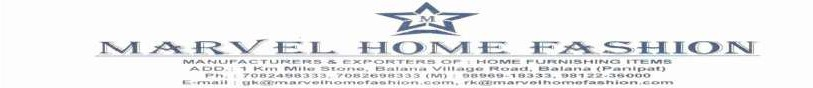 M
MARVEL HOME FASHION
MANUFACTURERS & EXPORTERS OF : HOME FURNISHING ITEMS
ADD.: 1 Km Mile Stone, Balana Village Road, Balana (Panipat)
Ph. : 7082498333, 7082698333 (M) : 98969-18333, 98122-36000
E-mail : gk@marvelhomefashion.com, rk@marvelhomefashion.com